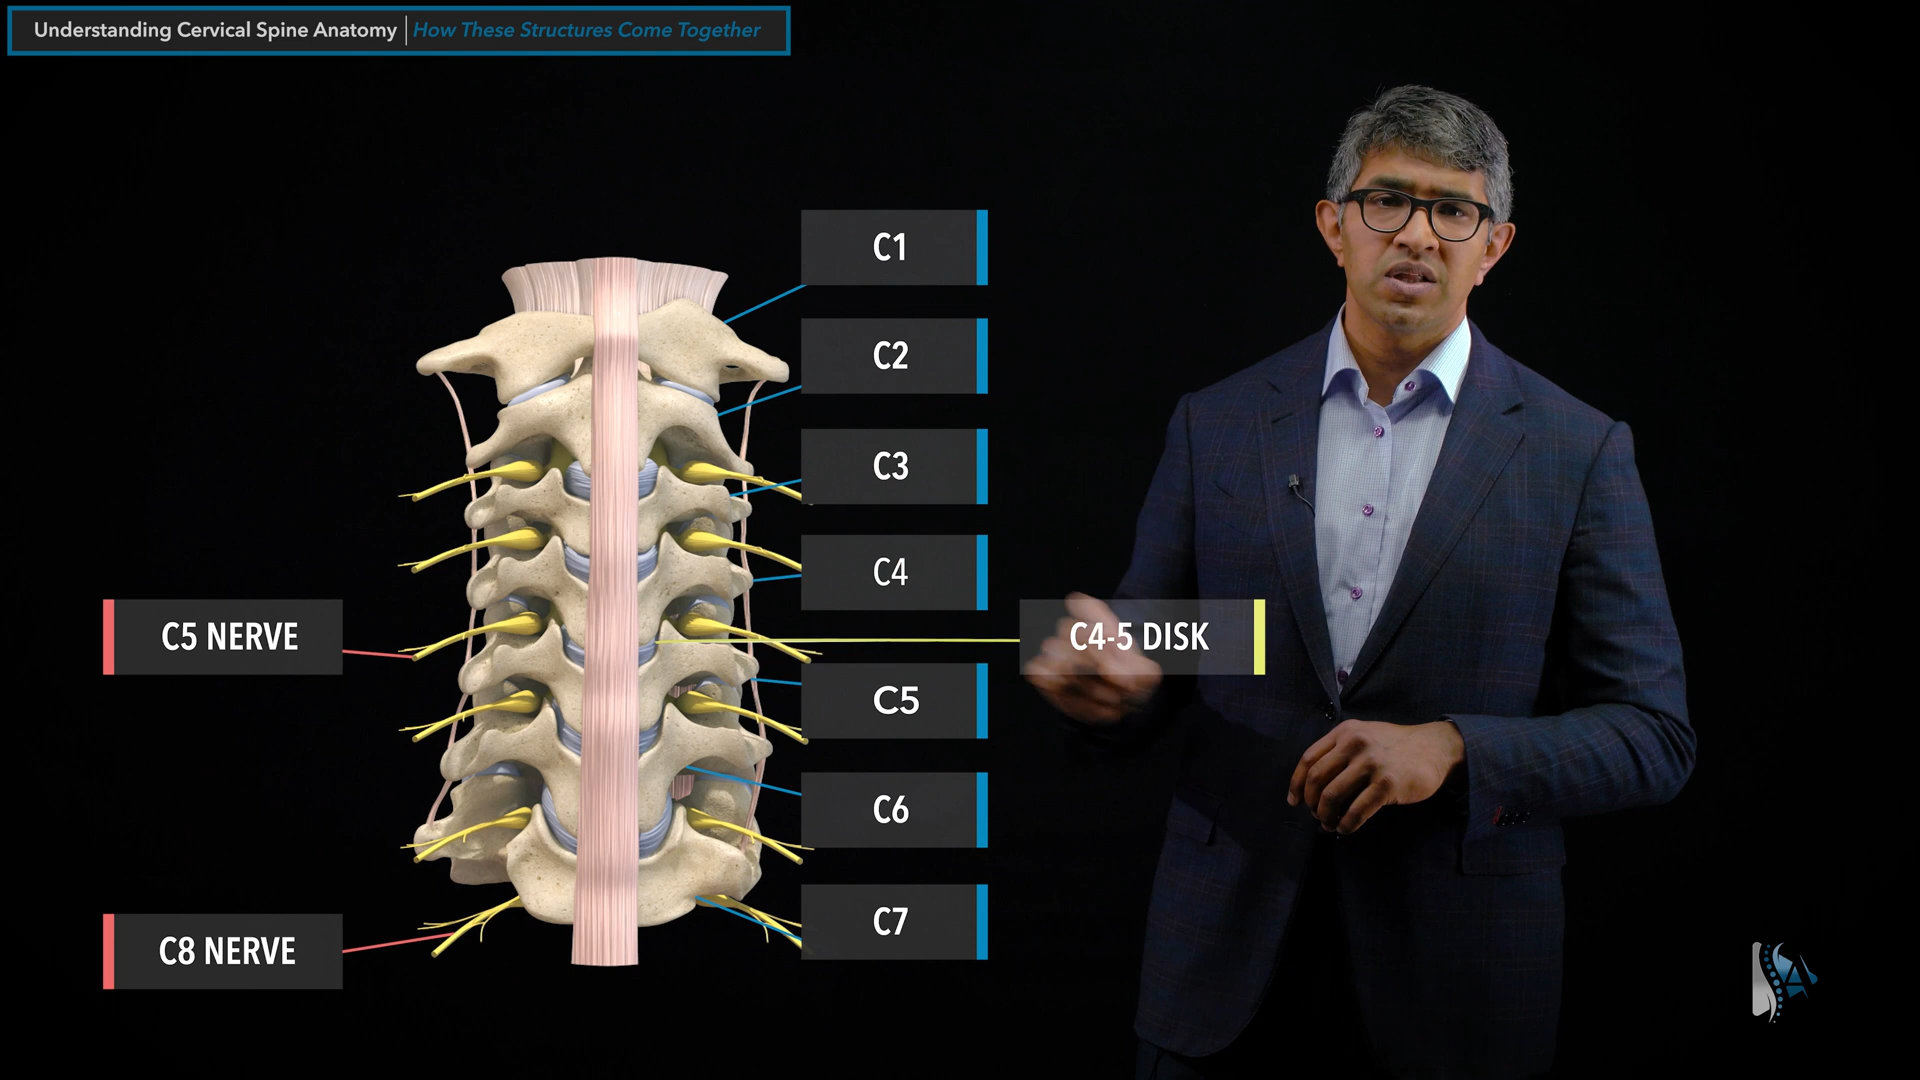 Understanding Cervical Spine Anatomy | How These Structures Come Together
C1
C2
C3
C4
C5 NERVE
C4-5 DISK
C5
C6
C7
C8 NERVE